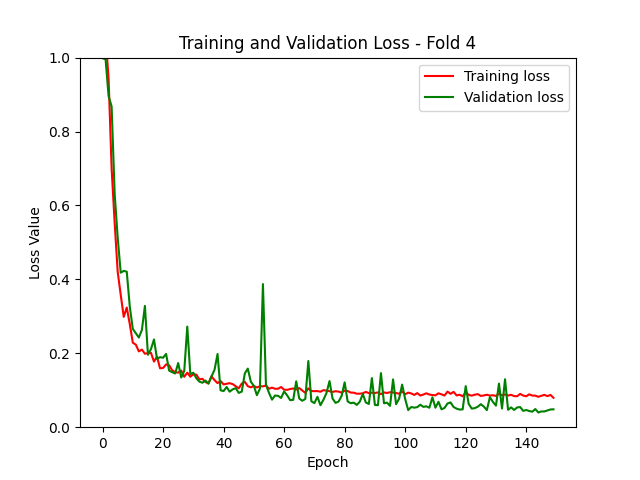 Training and Validation Loss - Fold 4
Training loss
Validation loss
Loss Value
1.0
0.8
0.6
0.4
0.2
0.0
0 20 40 60 80 100 120 140
Epoch